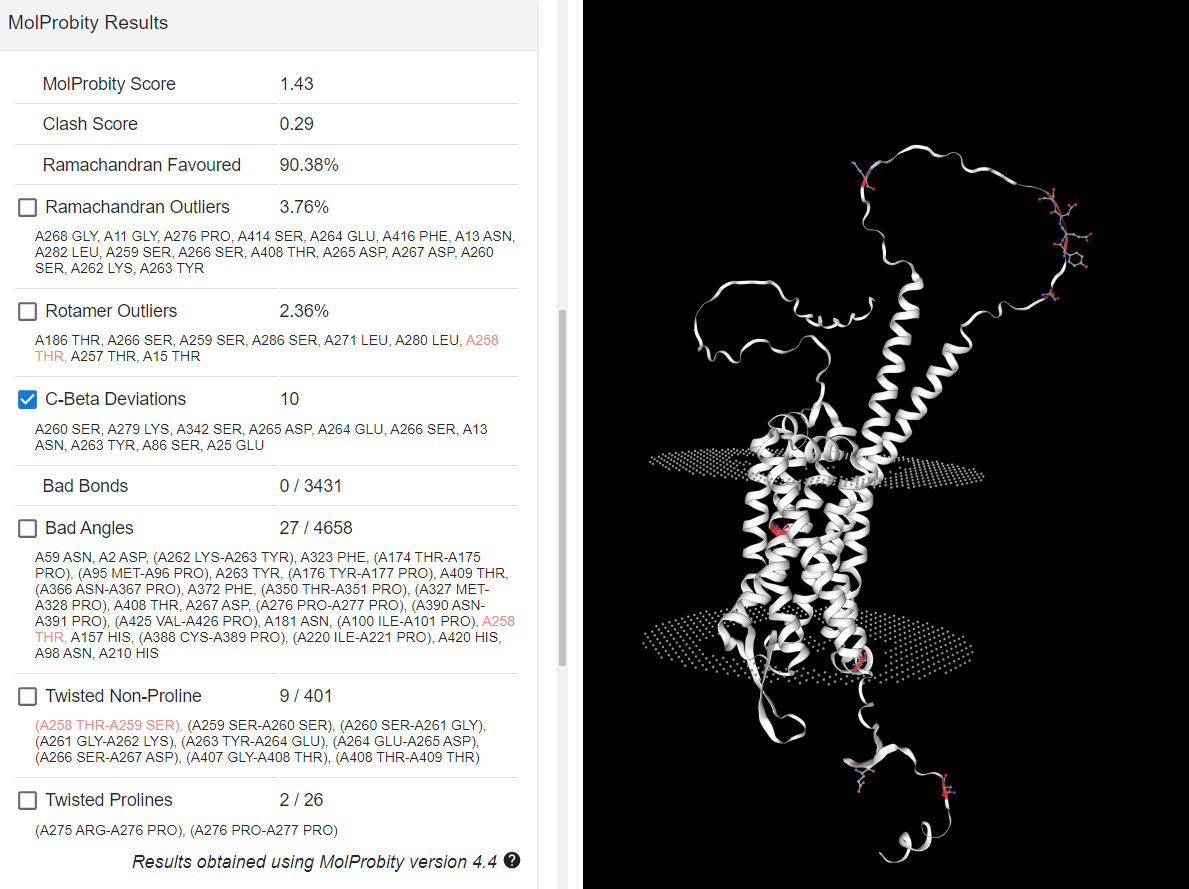 MolProbity Results
MolProbity Score 1.43
Clash Score 0.29
Ramachandran Favoured 90.38%
Ramachandran Outliers 3.76%
A268 GLY, A11 GLY, A276 PRO, A414 SER, A264 GLU, A416 PHE, A13 ASN,
A282 LEU, A259 SER, A266 SER, A408 THR, A265 ASP, A267 ASP, A260
SER, A262 LYS, A263 TYR
Rotamer Outliers 2.36%
A186 THR, A266 SER, A259 SER, A286 SER, A271 LEU, A280 LEU, A258
THR, A257 THR, A15 THR
C-Beta Deviations 10
A260 SER, A279 LYS, A342 SER, A265 ASP, A264 GLU, A266 SER, A13
ASN, A263 TYR, A86 SER, A25 GLU
Bad Bonds 0 / 3431
Bad Angles 27 / 4658
A59 ASN, A2 ASP, (A262 LYS-A263 TYR), A323 PHE, (A174 THR-A175
PRO), (A95 MET-A96 PRO), A263 TYR, (A176 TYR-A177 PRO), A409 THR,
(A366 ASN-A367 PRO), A372 PHE, (A350 THR-A351 PRO), (A327 MET-
A328 PRO), A408 THR, A267 ASP, (A276 PRO-A277 PRO), (A390 ASN-
A391 PRO), (A425 VAL-A426 PRO), A181 ASN, (A100 ILE-A101 PRO), A258
THR, A157 HIS, (A388 CYS-A389 PRO), (A220 ILE-A221 PRO), A420 HIS,
A98 ASN, A210 HIS
Twisted Non-Proline 9 / 401
(A258 THR-A259 SER), (A259 SER-A260 SER), (A260 SER-A261 GLY),
(A261 GLY-A262 LYS), (A263 TYR-A264 GLU), (A264 GLU-A265 ASP),
(A266 SER-A267 ASP), (A407 GLY-A408 THR), (A408 THR-A409 THR)
Twisted Prolines 2 / 26
(A275 ARG-A276 PRO), (A276 PRO-A277 PRO)
Results obtained using MolProbity version 4.4 ?